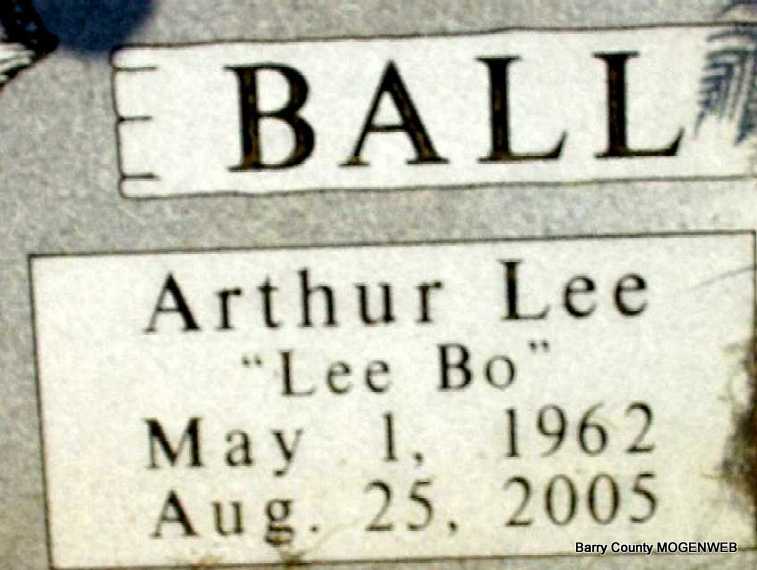 BALL
Arthur Lee
"Lee Bo"
May 1, 1962
Aug. 25, 2005
Barry County MOGENWEB